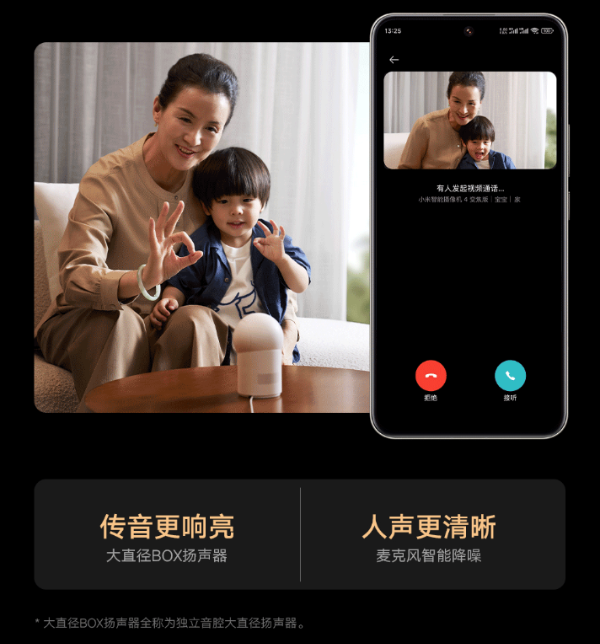 13:25
有人发起视频通话...
小米智能摄像机 4 变焦版｜宝宝｜家
拒绝
接听
传音更响亮
人声更清晰
大直径BOX扬声器
麦克风智能降噪
* 大直径BOX扬声器全称为独立音腔大直径扬声器。